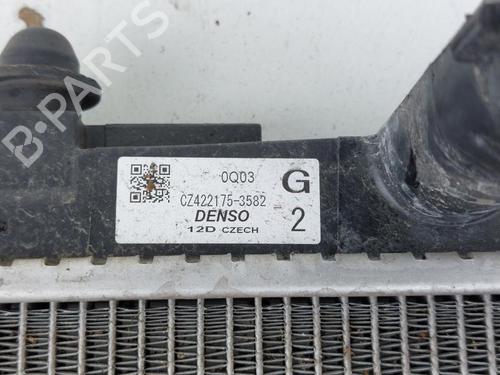 B-PARTS
0Q03
G
CZ422175-3582
DENSO
2
12D CZECH